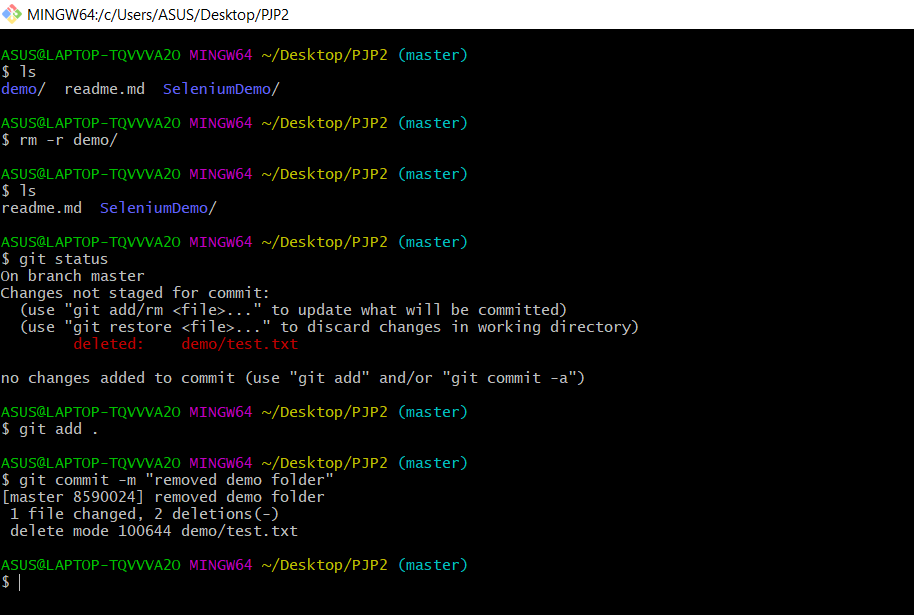 MINGW64:/c/Users/ASUS/Desktop/PJP2
ASUS@LAPTOP-TQVVVA2O MINGW64 ~/Desktop/PJP2 (master)
$ ls
demo/  readme.md  SeleniumDemo/
ASUS@LAPTOP-TQVVVA2O MINGW64 ~/Desktop/PJP2 (master)
$ rm -r demo/
ASUS@LAPTOP-TQVVVA2O MINGW64 ~/Desktop/PJP2 (master)
$ ls
readme.md  SeleniumDemo/
ASUS@LAPTOP-TQVVVA2O MINGW64 ~/Desktop/PJP2 (master)
$ git status
On branch master
Changes not staged for commit:
  (use "git add/rm <file>..." to update what will be committed)
  (use "git restore <file>..." to discard changes in working directory)
        deleted:    demo/test.txt
no changes added to commit (use "git add" and/or "git commit -a")
ASUS@LAPTOP-TQVVVA2O MINGW64 ~/Desktop/PJP2 (master)
$ git add .
ASUS@LAPTOP-TQVVVA2O MINGW64 ~/Desktop/PJP2 (master)
$ git commit -m "removed demo folder"
[master 8590024] removed demo folder
 1 file changed, 2 deletions(-)
 delete mode 100644 demo/test.txt
ASUS@LAPTOP-TQVVVA2O MINGW64 ~/Desktop/PJP2 (master)
$